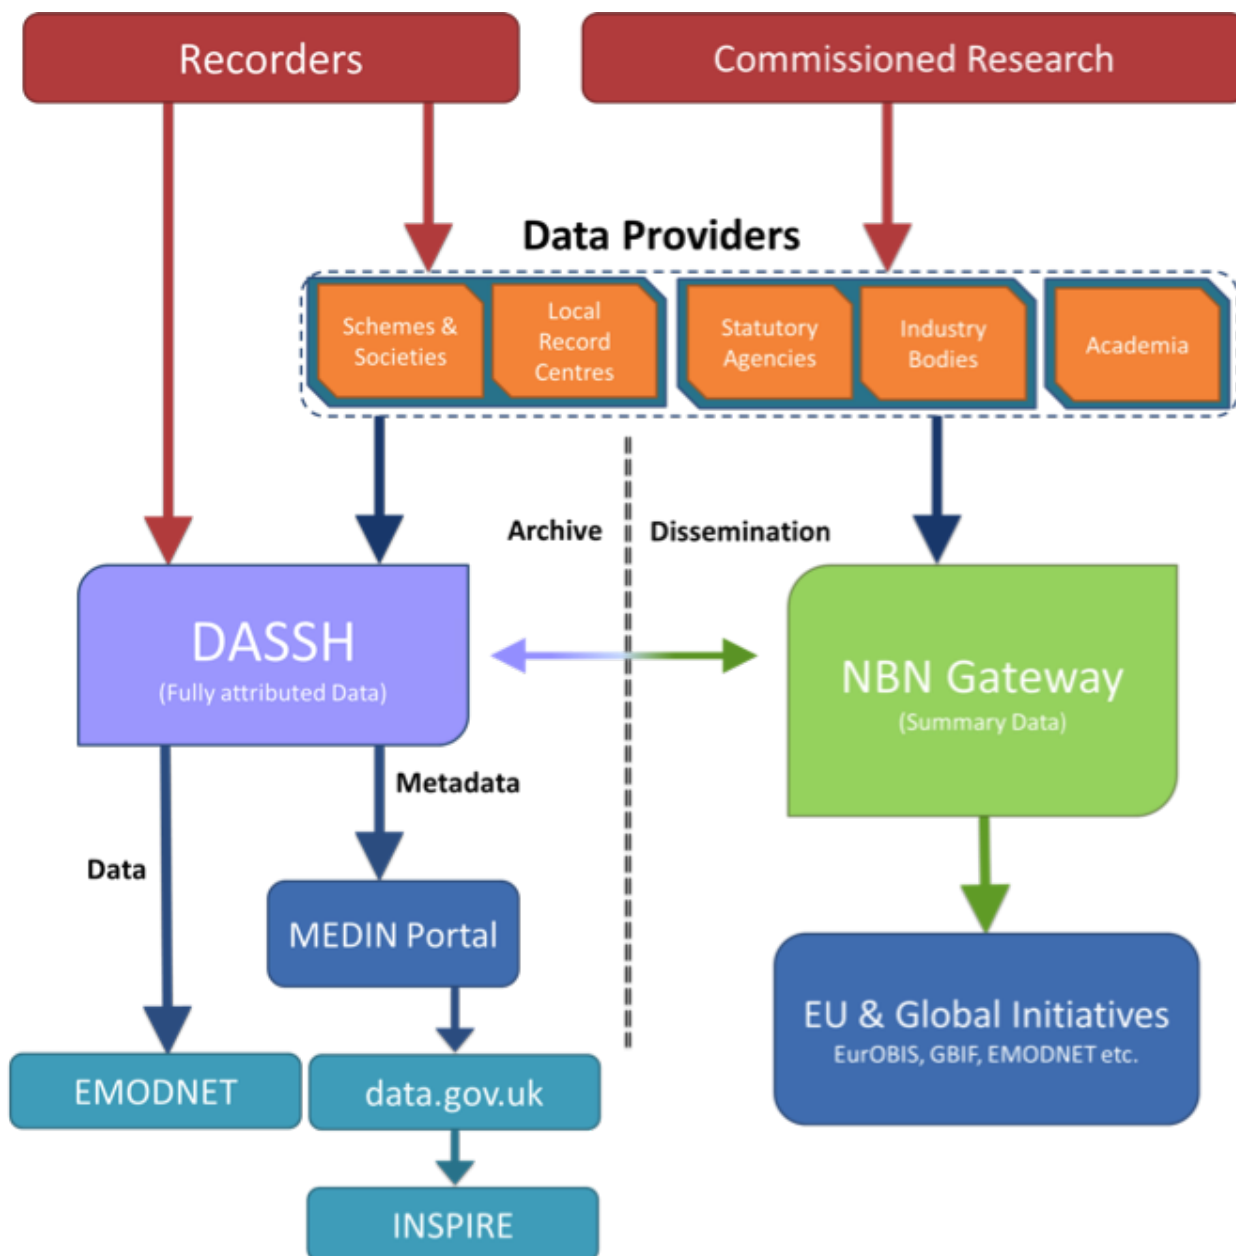 Recorders
Commissioned Research
Data Providers
Schemes &
Societies
Local
Record
Centres
Statutory
Agencies
Industry
Bodies
Academia
Archive
Dissemination
DASSH
(Fully attributed Data)
NBN Gateway
(Summary Data)
Metadata
Data
MEDIN Portal
EU & Global Initiatives
EurOBIS, GBIF, EMODNET etc.
EMODNET
data.gov.uk
INSPIRE